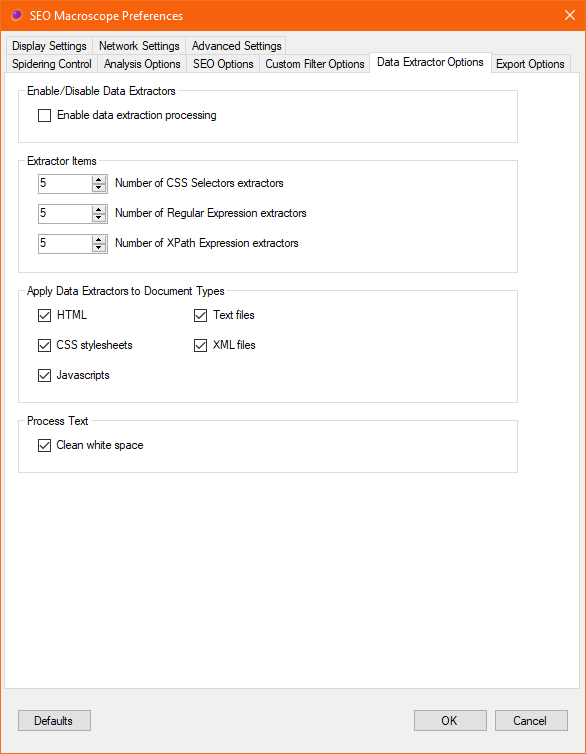 SEO Macroscope Preferences
Display Settings Network Settings Advanced Settings
Spidering Control Analysis Options SEO Options Custom Filter Options Data Extractor Options Export Options
Enable/Disable Data Extractors
Enable data extraction processing
Extractor Items
5 Number of CSS Selectors extractors
5 Number of Regular Expression extractors
5 Number of XPath Expression extractors
Apply Data Extractors to Document Types
HTML Text files
CSS stylesheets XML files
Javascripts
Process Text
Clean white space
Defaults OK Cancel